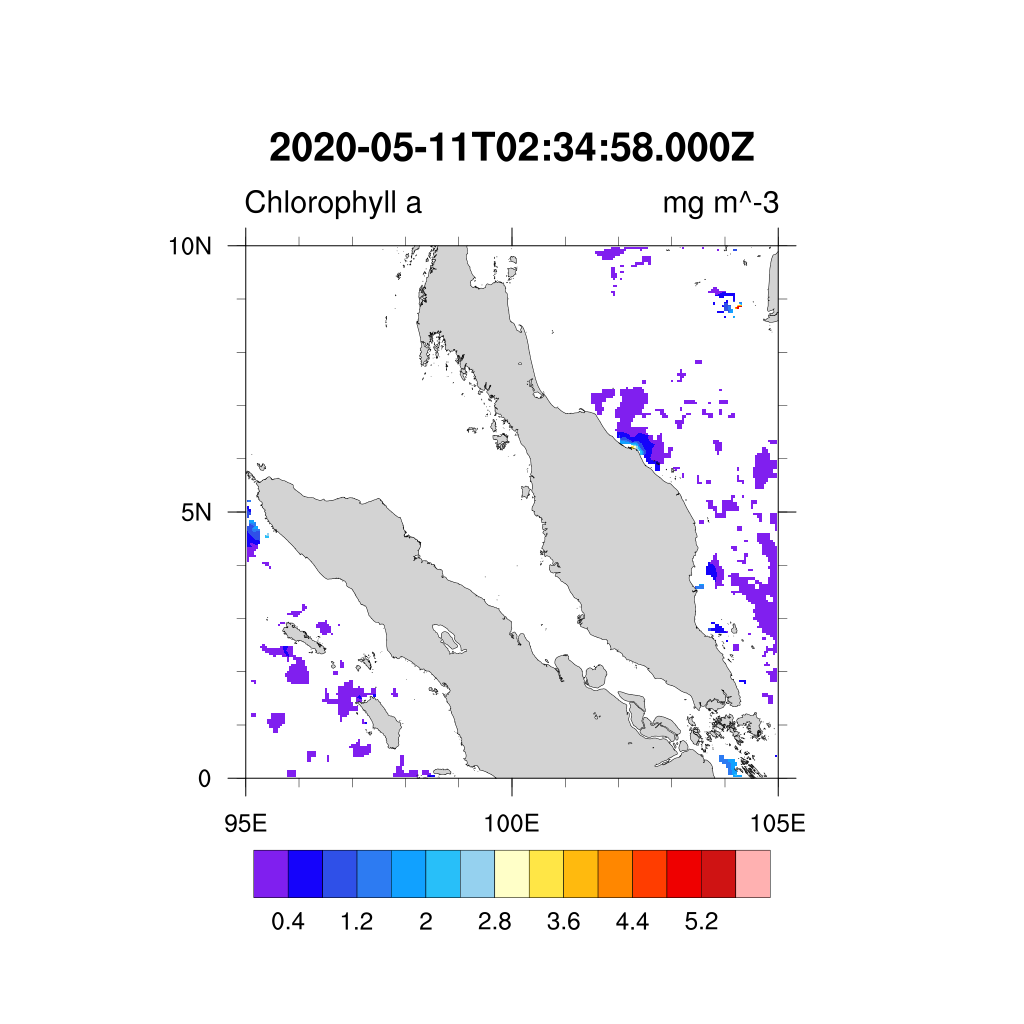 2020-05-11T02:34:58.000Z
Chlorophyll a mg m^-3
10N
5N
0
95E 100E 105E
0.4 1.2 2 2.8 3.6 4.4 5.2